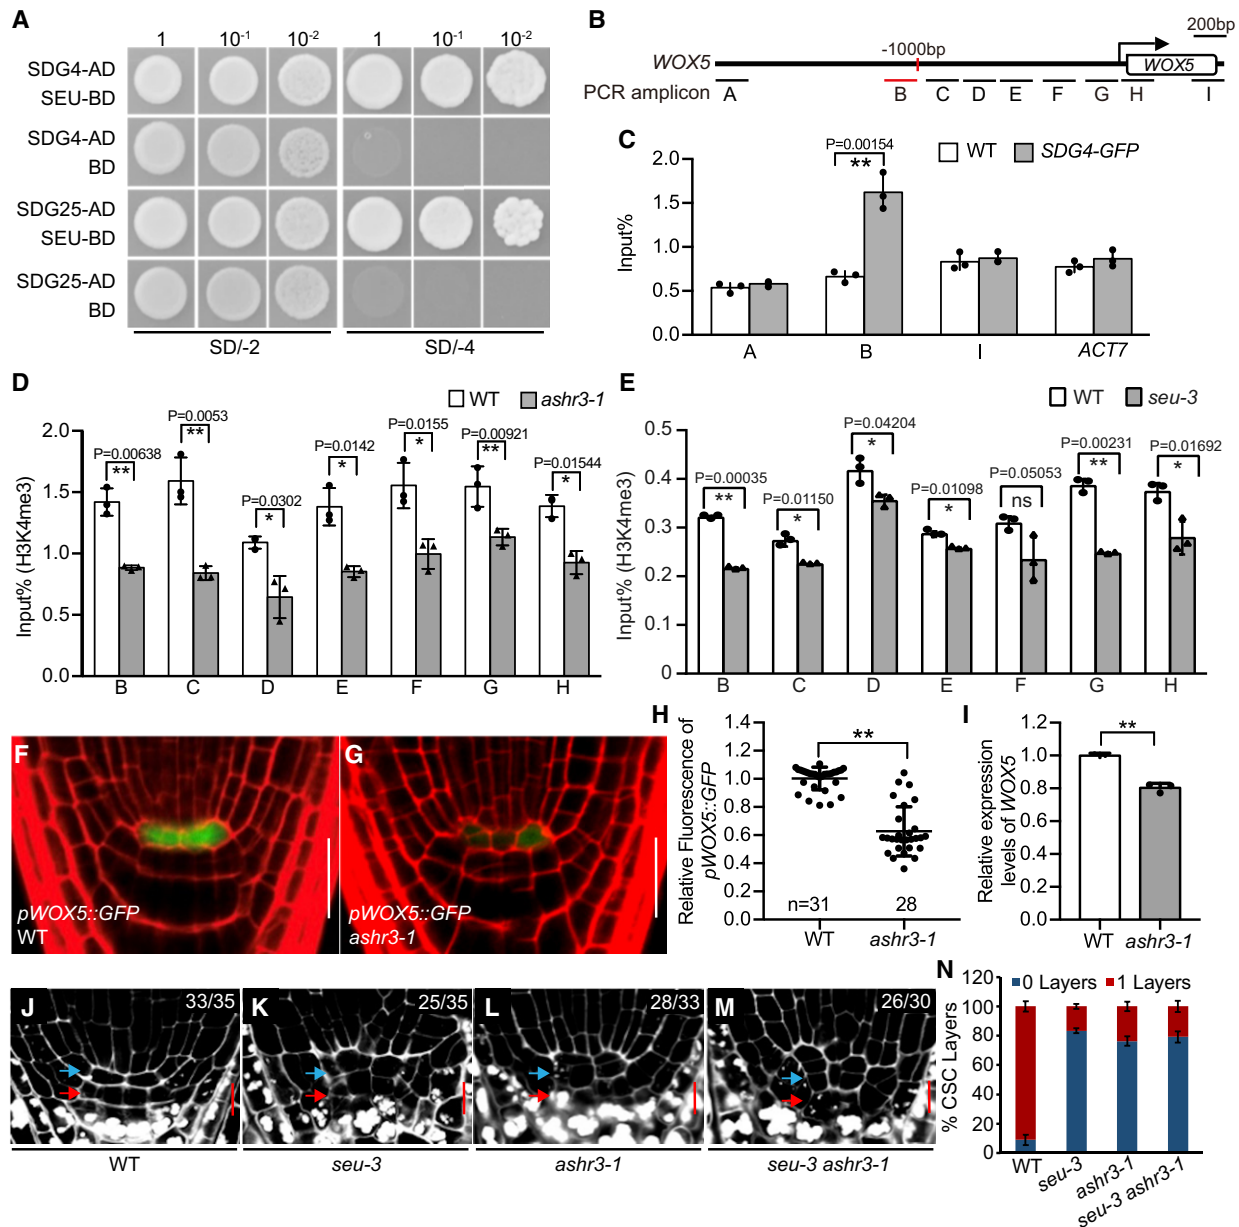 A
1 10-1 10-2 1 10-1 10-2
SDG4-AD
SEU-BD
SDG4-AD
BD
SDG25-AD
SEU-BD
SDG25-AD
BD
SD/-2 SD/-4
B
200bp
-1000bp
WOX5 WOX5
PCR amplicon A B C D E F G H I
C
WT SDG4-GFP
P=0.00154
**
Input%
2.0
1.5
1.0
0.5
0.0
A B I ACT7
D
WT ashr3-1
Input% (H3K4me3)
2.0
1.5
1.0
0.5
0.0
P=0.00638
**
P=0.0053
**
P=0.0302
*
P=0.0142
*
P=0.0155
*
P=0.00921
**
P=0.01544
*
B C D E F G H
E
WT seu-3
Input% (H3K4me3)
0.5
0.4
0.3
0.2
0.1
0
P=0.00035
**
P=0.01150
*
P=0.04204
*
P=0.01098
*
P=0.05053
ns
P=0.00231
**
P=0.01692
*
B C D E F G H
F
pWOX5::GFP
WT
G
pWOX5::GFP
ashr3-1
H
Relative Fluorescence of
pWOX5::GFP
1.4
1.2
1.0
0.8
0.6
0.4
0.2
0.0
**
n=31 28
WT ashr3-1
I
Relative expression
levels of WOX5
1.2
1.0
0.8
0.6
0.4
0.2
0.0
**
WT ashr3-1
J 33/35
WT
K 25/35
seu-3
L 28/33
ashr3-1
M 26/30
seu-3 ashr3-1
N
0 Layers 1 Layers
% CSC Layers
120
100
80
60
40
20
0
WT seu-3 ashr3-1 seu-3 ashr3-1